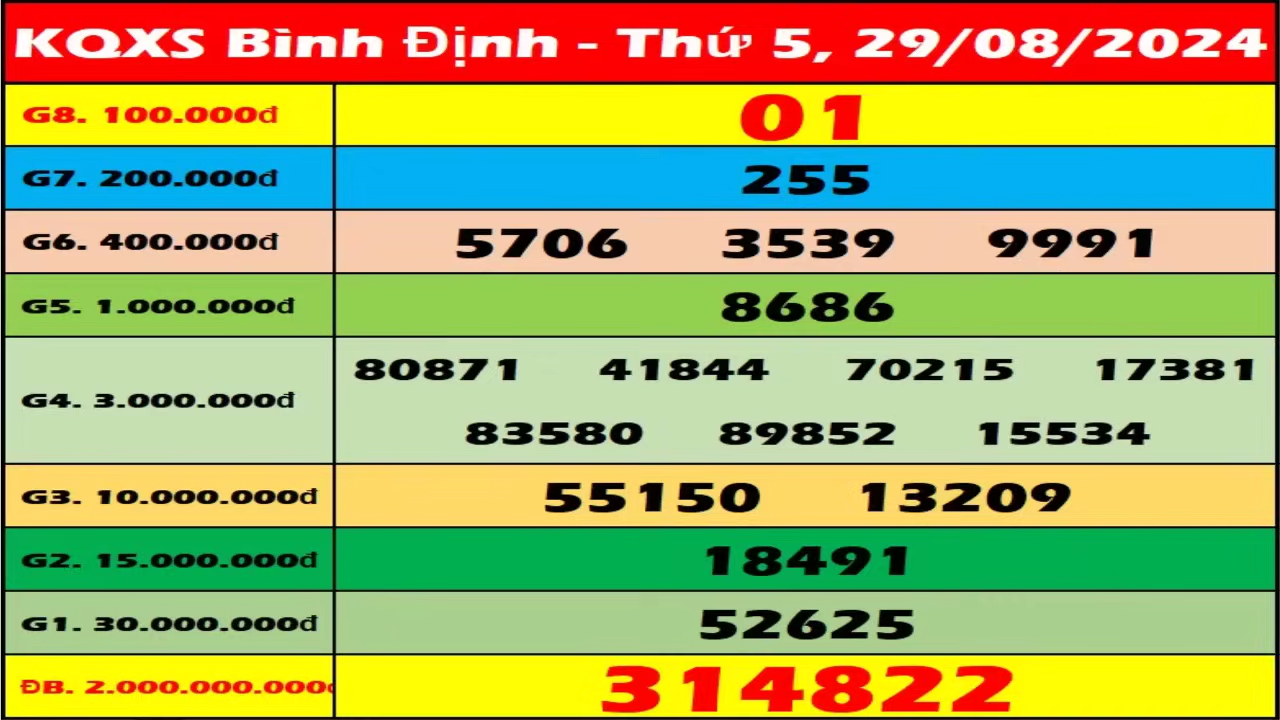 KQXS Bình Định - Thứ 5, 29/08/2024
G8. 100.000đ 01
G7. 200.000đ 255
G6. 400.000đ 5706 3539 9991
G5. 1.000.000đ 8686
80871 41844 70215 17381
G4. 3.000.000đ
83580 89852 15534
G3. 10.000.000đ 55150 13209
G2. 15.000.000đ 18491
G1. 30.000.000đ 52625
ĐB. 2.000.000.000đ 314822